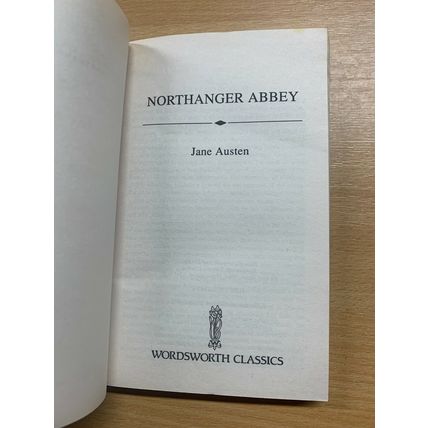 NORTHANGER ABBEY
Jane Austen
WORDSWORTH CLASSICS